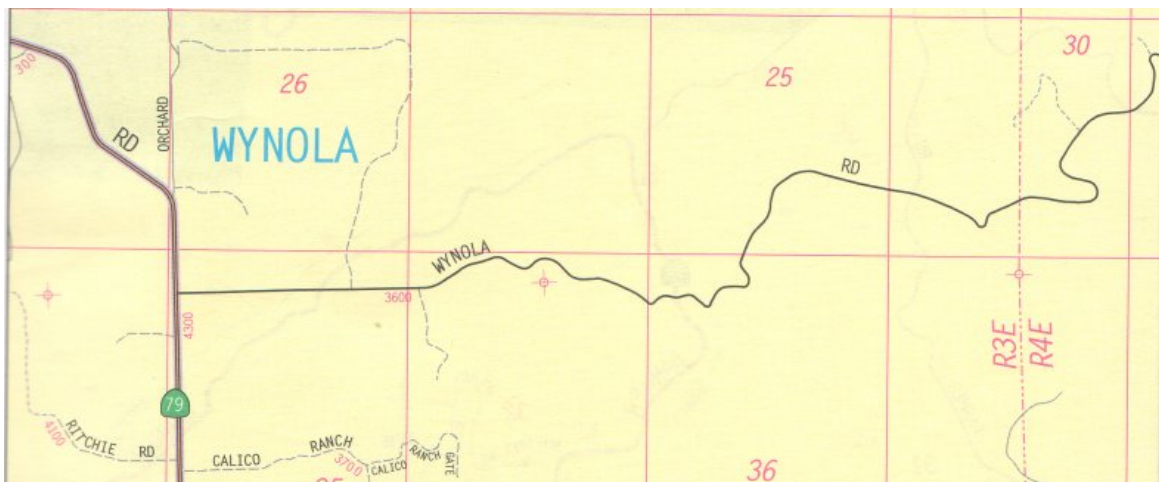 26
25
30
300
RD
ORCHARD
WYNOLA
RD
WYNOLA
3600
4300
R3E
R4E
79
4100
RITCHIE RD
CALICO RANCH
3700
CALICO RANCH
GATE
36